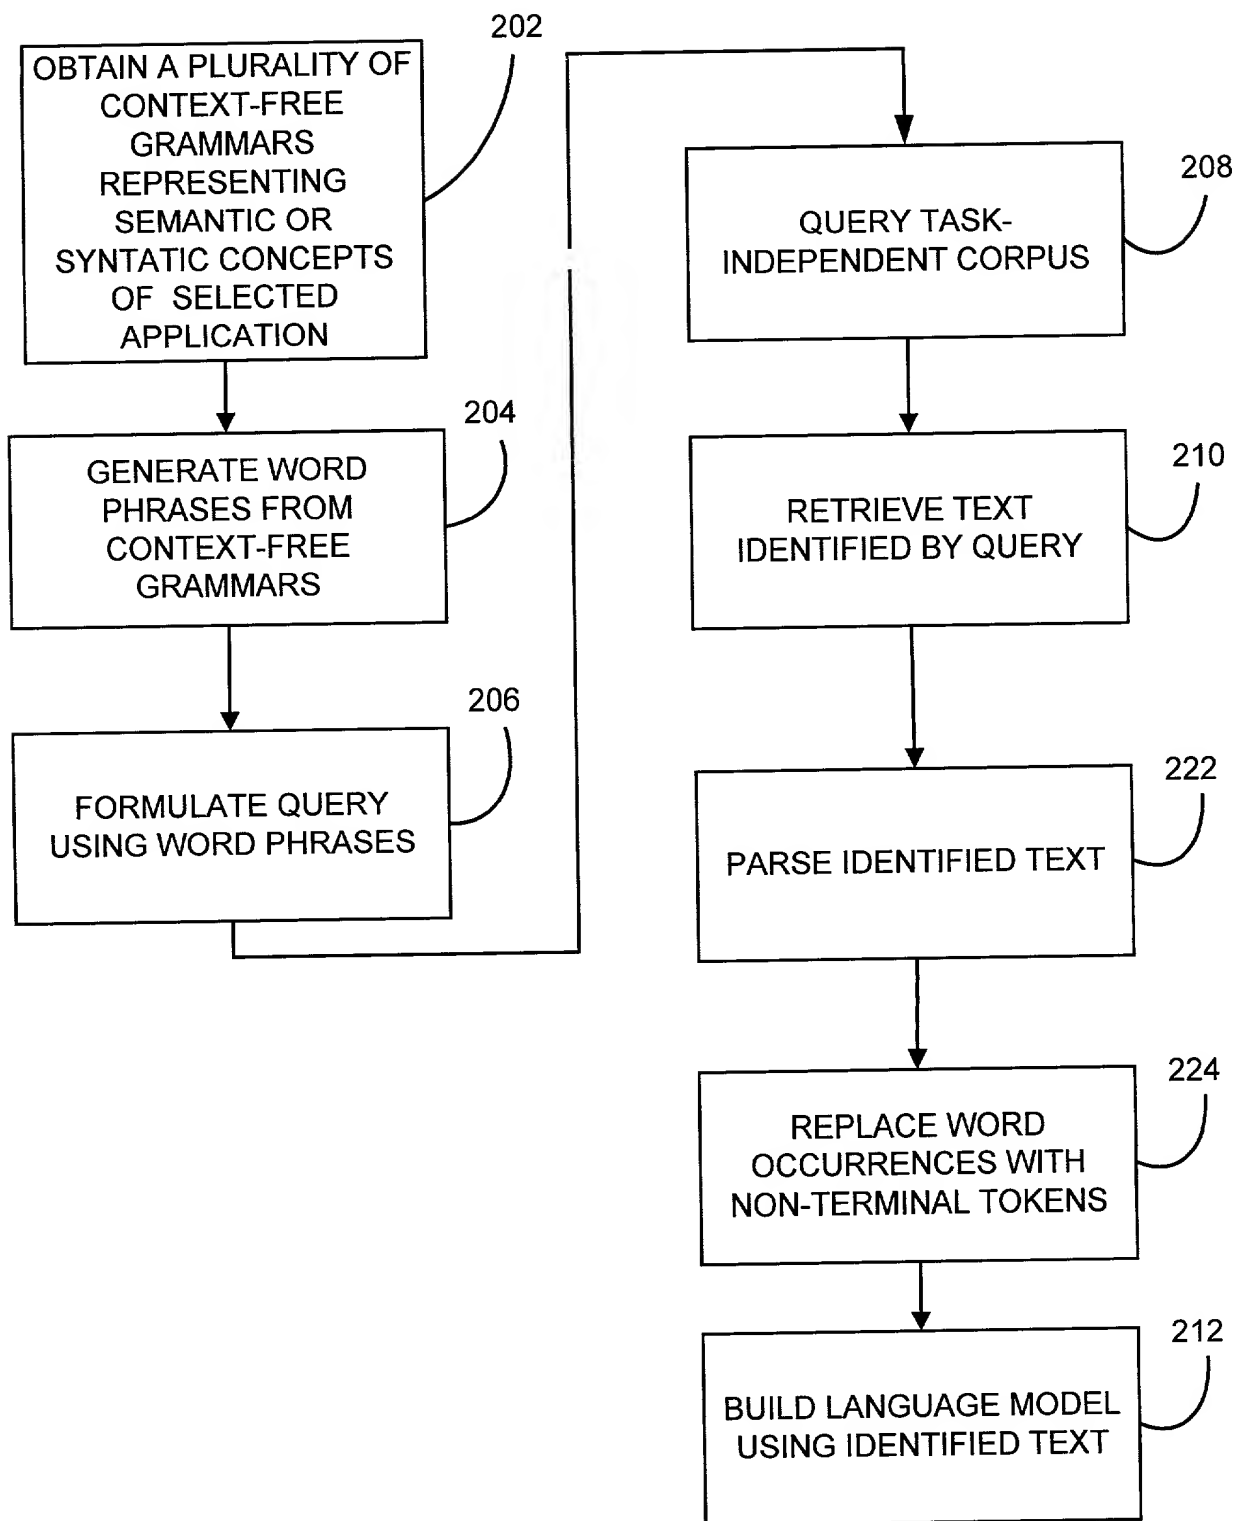 202
OBTAIN A PLURALITY OF
CONTEXT-FREE
GRAMMARS
REPRESENTING
SEMANTIC OR
SYNTATIC CONCEPTS
OF SELECTED
APPLICATION
204
GENERATE WORD
PHRASES FROM
CONTEXT-FREE
GRAMMARS
206
FORMULATE QUERY
USING WORD PHRASES
208
QUERY TASK-
INDEPENDENT CORPUS
210
RETRIEVE TEXT
IDENTIFIED BY QUERY
222
PARSE IDENTIFIED TEXT
224
REPLACE WORD
OCCURRENCES WITH
NON-TERMINAL TOKENS
212
BUILD LANGUAGE MODEL
USING IDENTIFIED TEXT